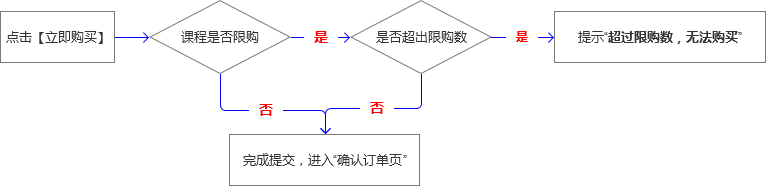 点击【立即购买】
课程是否限购
是
是否超出限购数
是
提示“超过限购数，无法购买”
否
否
完成提交，进入“确认订单页”